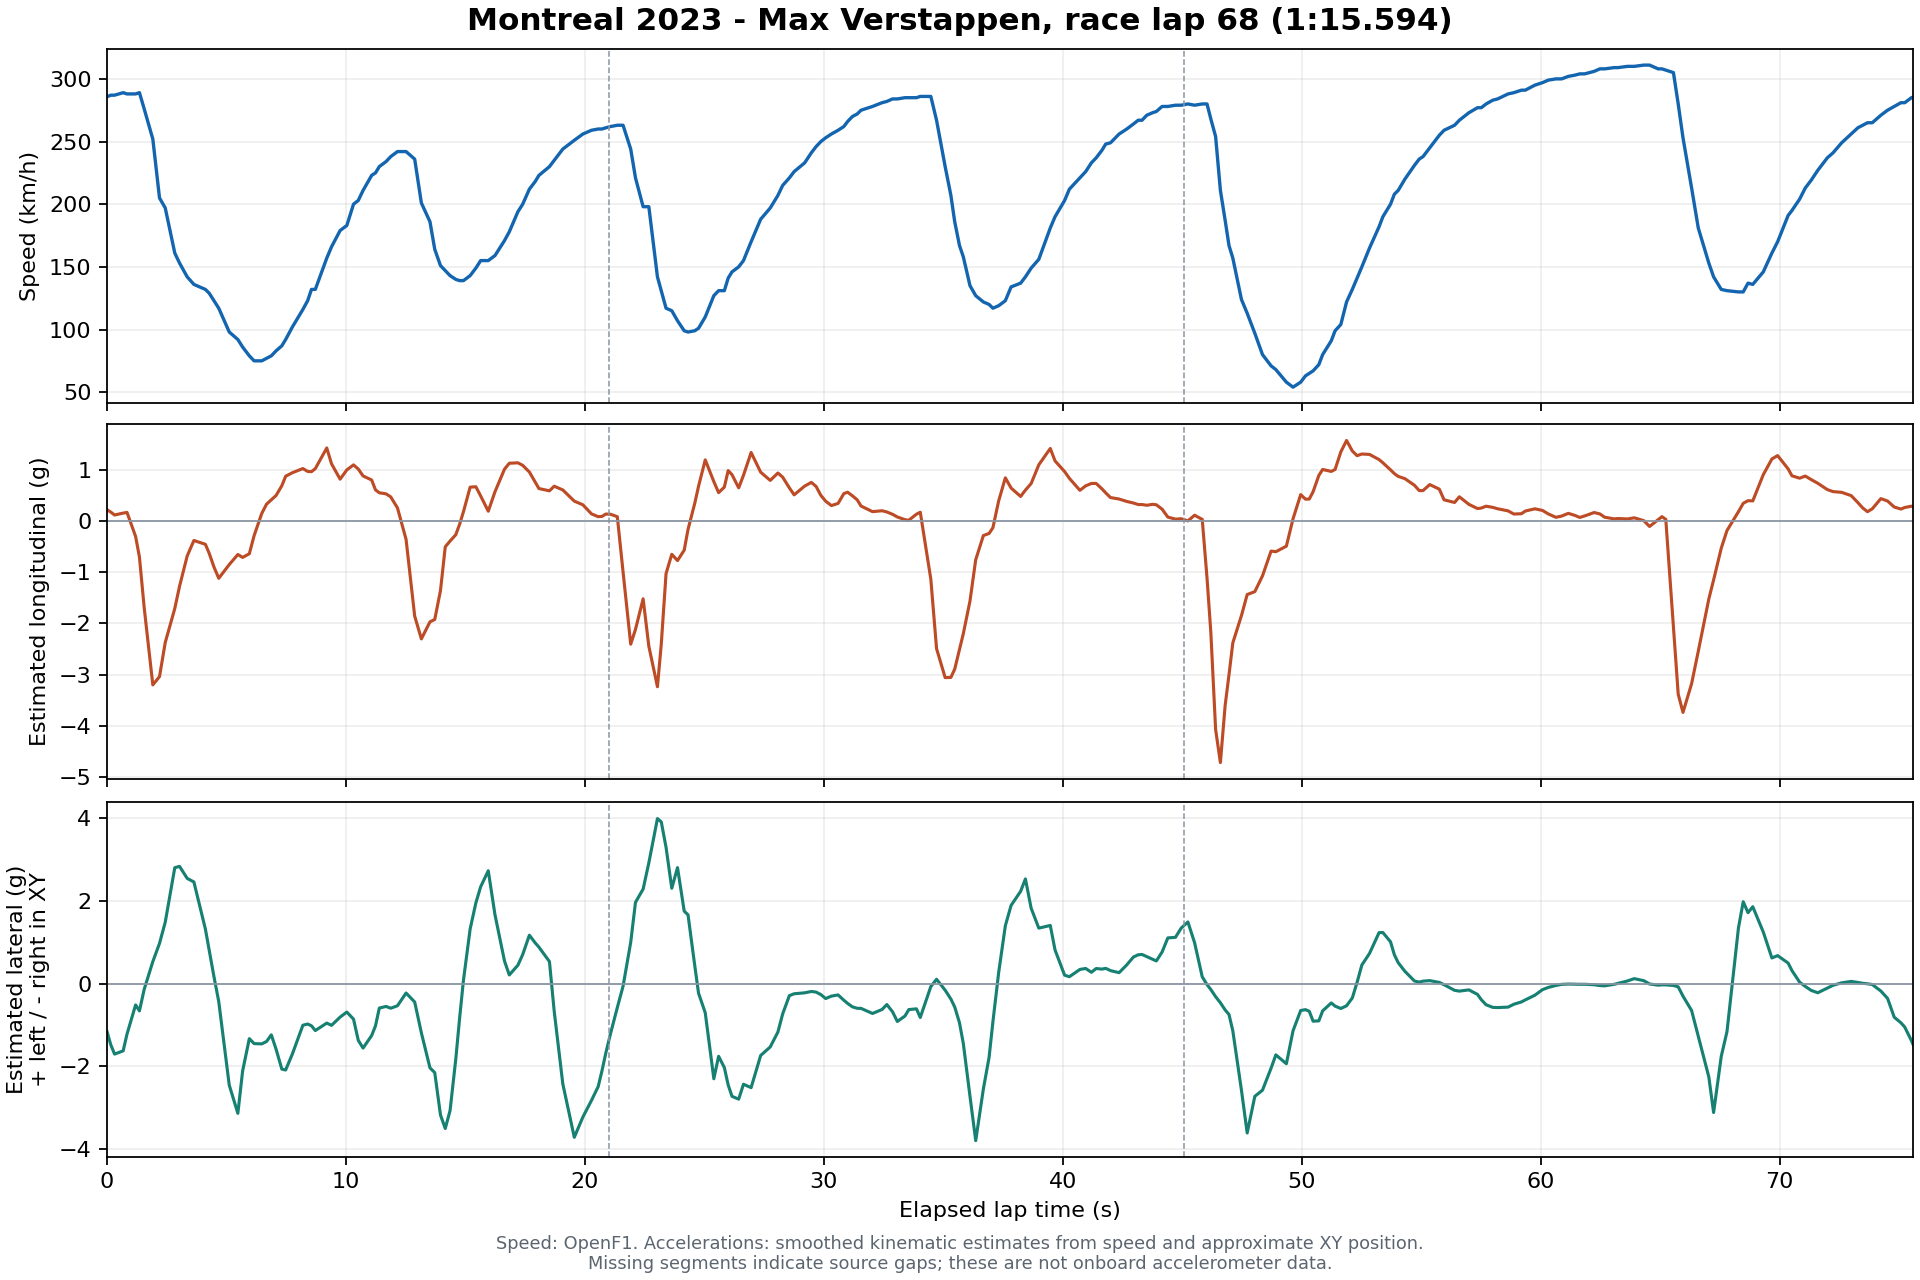 Montreal 2023 - Max Verstappen, race lap 68 (1:15.594)
Speed (km/h)
300
250
200
150
100
50
Estimated longitudinal (g)
1
0
−1
−2
−3
−4
−5
Estimated lateral (g)
+ left / - right in XY
4
2
0
−2
−4
0 10 20 30 40 50 60 70
Elapsed lap time (s)
Speed: OpenF1. Accelerations: smoothed kinematic estimates from speed and approximate XY position.
Missing segments indicate source gaps; these are not onboard accelerometer data.